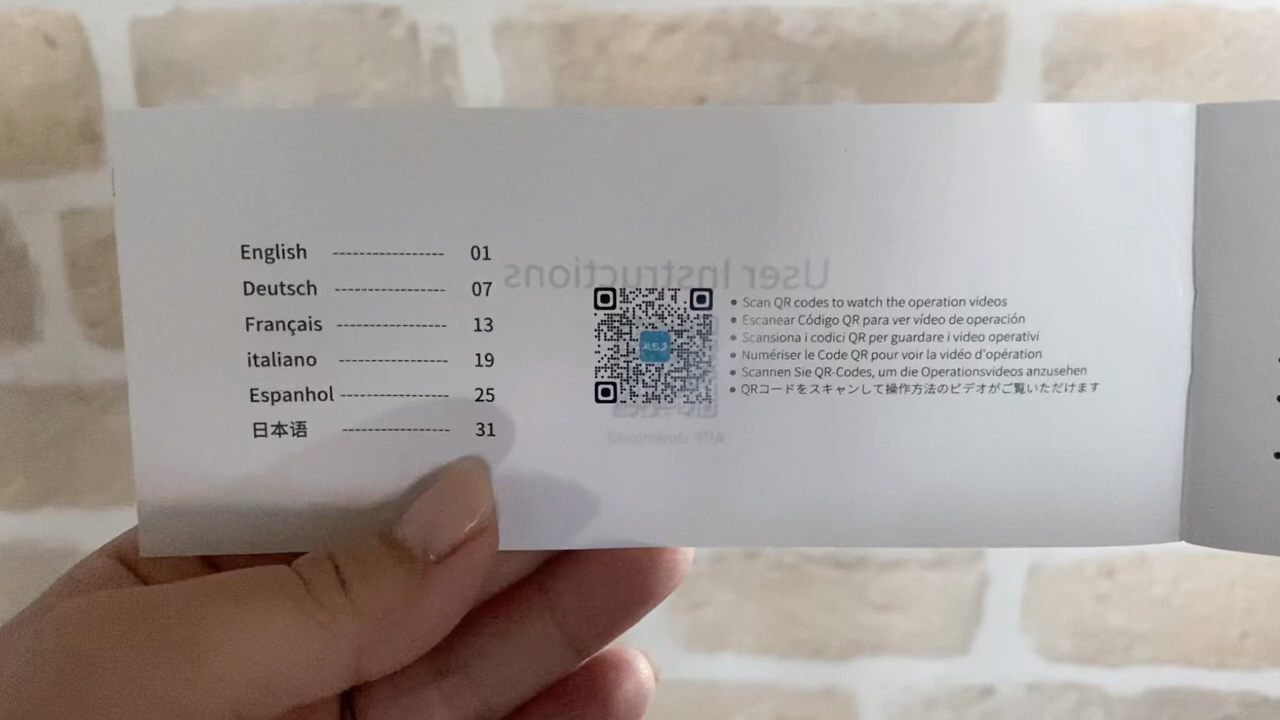 English ------------------ 01
Deutsch ------------------ 07
Français ------------------ 13
italiano ------------------ 19
Espanhol ------------------ 25
日本语 ------------------ 31
User Instructions
• Scan QR codes to watch the operation videos
• Escanear Código QR para ver vídeo de operación
• Scansiona i codici QR per guardare i video operativi
• Numériser le Code QR pour voir la vidéo d'opération
• Scannen Sie QR-Codes, um die Operationsvideos anzusehen
• QRコードをスキャンして操作方法のビデオがご覧いただけます
APP download